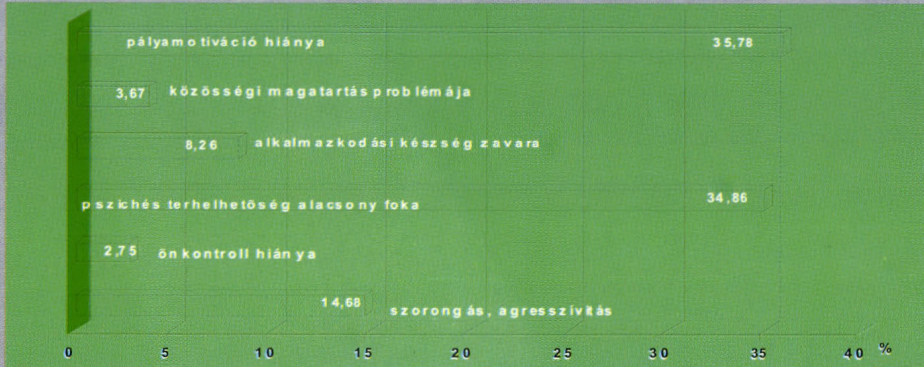 pályamotiváció hiánya 35,78
3,67 közösségi magatartás problémája
8,26 alkalmazkodási készség zavara
pszichés terhelhetőség alacsony foka 34,86
2,75 önkontroll hiánya
14,68 szorongás, agresszívitás
0 5 10 15 20 25 30 35 40 %